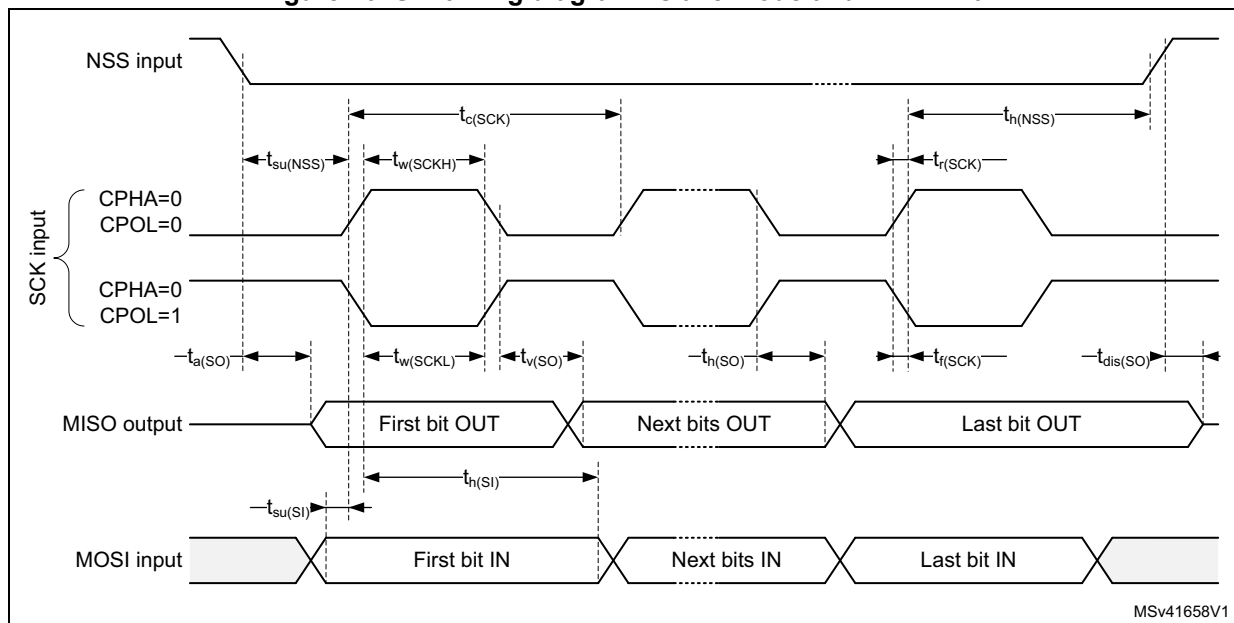 NSS input
tc(SCK)
th(NSS)
tsu(NSS)
tw(SCKH)
tr(SCK)
SCK input
CPHA=0
CPOL=0
CPHA=0
CPOL=1
ta(SO)
tw(SCKL)
tv(SO)
th(SO)
tf(SCK)
tdis(SO)
MISO output
First bit OUT
Next bits OUT
Last bit OUT
th(SI)
tsu(SI)
MOSI input
First bit IN
Next bits IN
Last bit IN
MSv41658V1